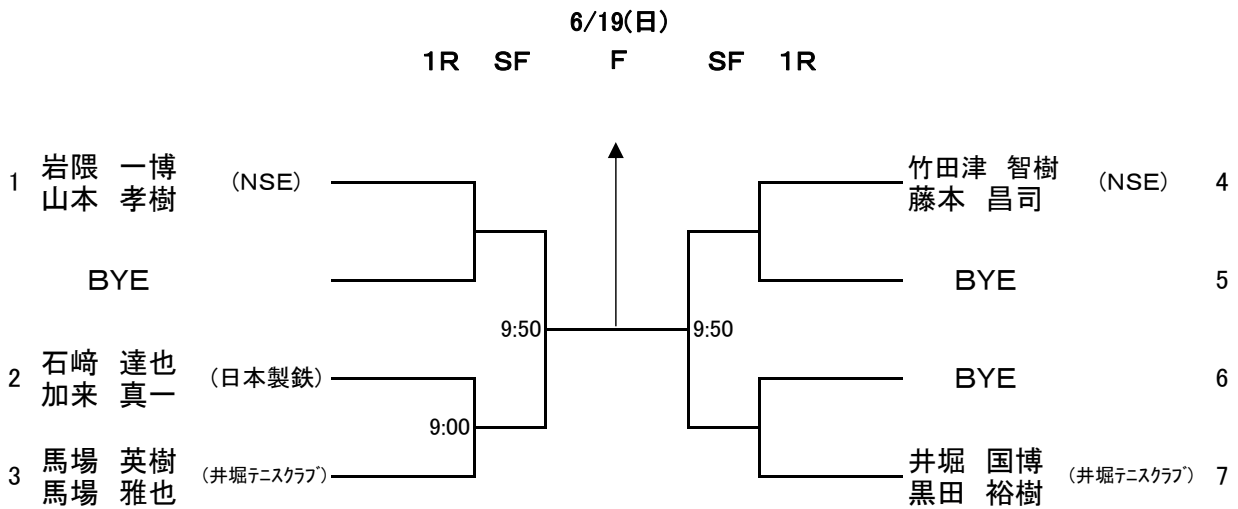 6/19(日)
1R SF F SF 1R
1 岩隈 一博 (NSE)
山本 孝樹
BYE
2 石﨑 達也 (日本製鉄)
加来 真一
3 馬場 英樹 (井堀ﾃﾆｽｸﾗﾌﾞ)
馬場 雅也
9:00
9:50
9:50
竹田津 智樹 (NSE) 4
藤本 昌司
BYE 5
BYE 6
井堀 国博 (井堀ﾃﾆｽｸﾗﾌﾞ) 7
黒田 裕樹